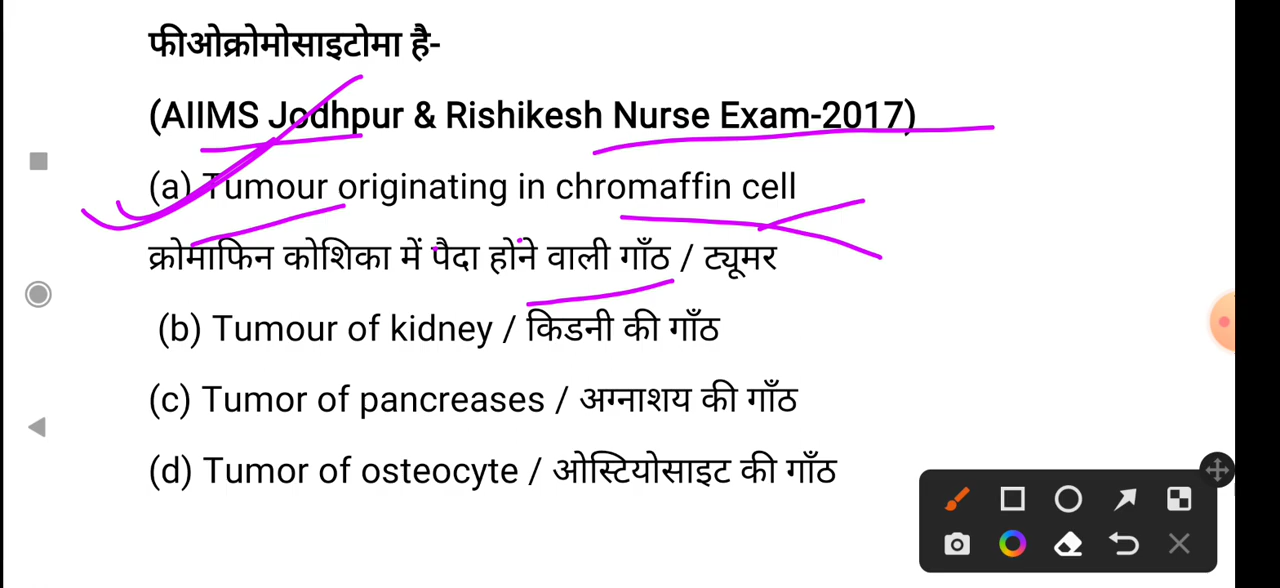 फीओक्रोमोसाइटोमा है-
(AIIMS Jodhpur & Rishikesh Nurse Exam-2017)
(a) Tumour originating in chromaffin cell
क्रोमाफिन कोशिका में पैदा होने वाली गाँठ / ट्यूमर
(b) Tumour of kidney / किडनी की गाँठ
(c) Tumor of pancreases / अग्नाशय की गाँठ
(d) Tumor of osteocyte / ओस्टियोसाइट की गाँठ